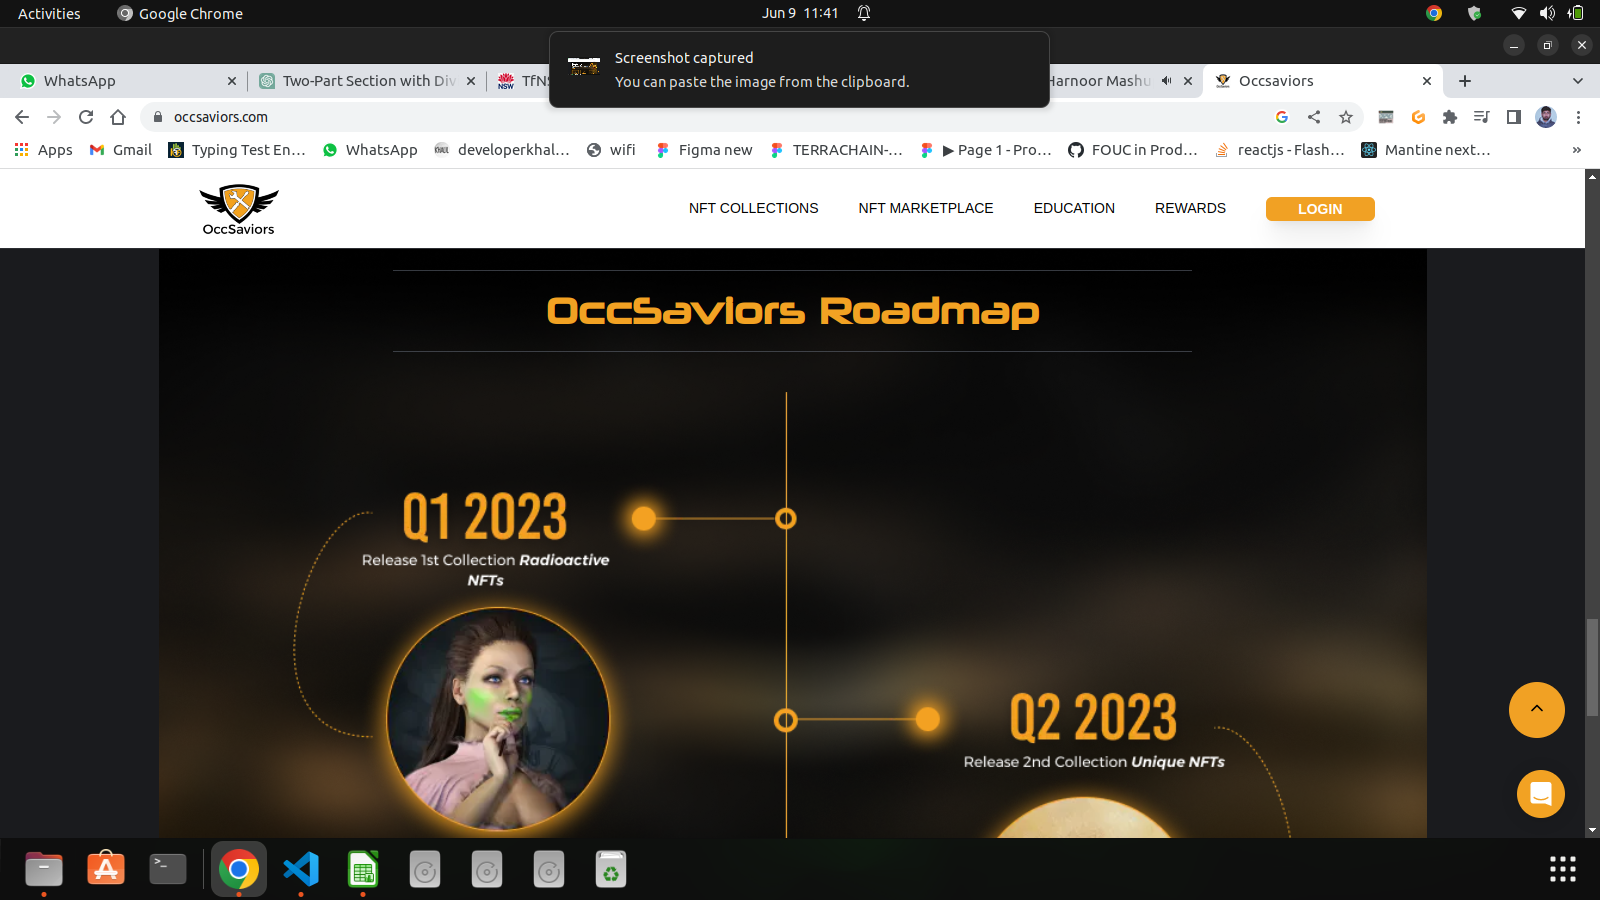 Activities
Google Chrome
Jun 9 11:41
Screenshot captured
You can paste the image from the clipboard.
WhatsApp
Two-Part Section with Div
TfNS
Harnoor Mashu
Occsaviors
occsaviors.com
Apps
Gmail
Typing Test En...
WhatsApp
developerkhal...
wifi
Figma new
TERRACHAIN-...
▶ Page 1 - Pro...
FOUC in Prod...
reactjs - Flash...
Mantine next...
»
OccSaviors
NFT COLLECTIONS
NFT MARKETPLACE
EDUCATION
REWARDS
LOGIN
OccSaviors Roadmap
Q1 2023
Release 1st Collection Radioactive
NFTs
Q2 2023
Release 2nd Collection Unique NFTs